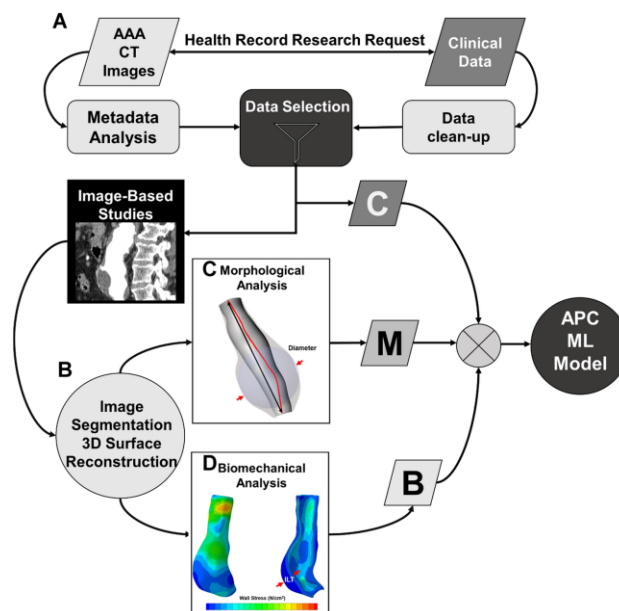 A
AAA
CT
Images
Health Record Research Request
Clinical
Data
Metadata
Analysis
Data Selection
Data
clean-up
Image-Based
Studies
C
C Morphological
Analysis
Diameter
M
APC
ML
Model
B
Image
Segmentation
3D Surface
Reconstruction
D Biomechanical
Analysis
ILT
Wall Stress (N/cm²)
B